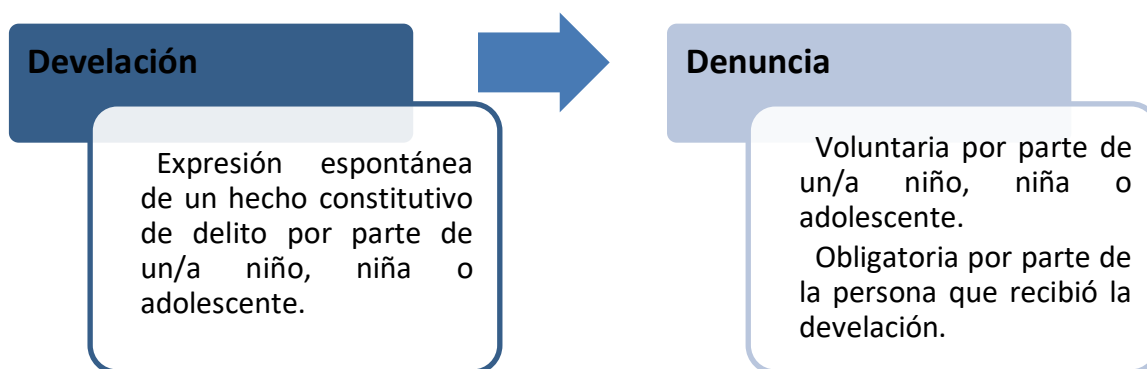 Develación
Expresión espontánea
de un hecho constitutivo
de delito por parte de
un/a niño, niña o
adolescente.
Denuncia
Voluntaria por parte de
un/a niño, niña o
adolescente.
Obligatoria por parte de
la persona que recibió la
develación.